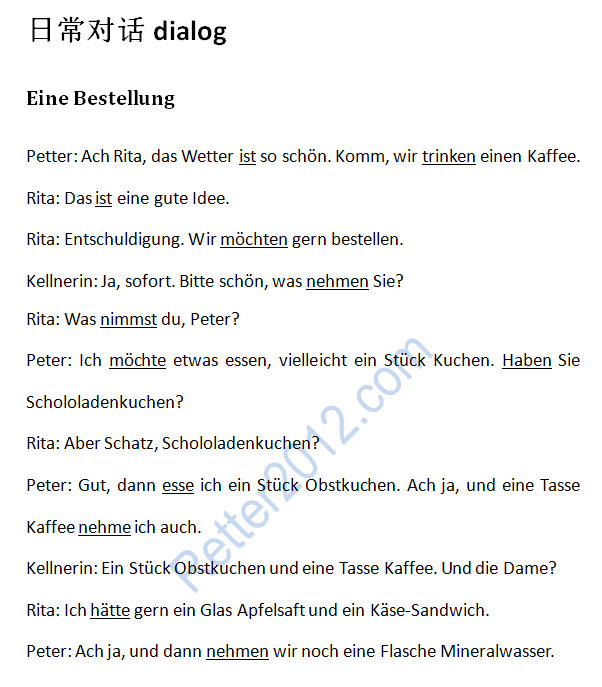 日常对话 dialog
Eine Bestellung
Petter: Ach Rita, das Wetter ist so schön. Komm, wir trinken einen Kaffee.
Rita: Das ist eine gute Idee.
Rita: Entschuldigung. Wir möchten gern bestellen.
Kellnerin: Ja, sofort. Bitte schön, was nehmen Sie?
Rita: Was nimmst du, Peter?
Peter: Ich möchte etwas essen, vielleicht ein Stück Kuchen. Haben Sie
Schololadenkuchen?
Rita: Aber Schatz, Schololadenkuchen?
Peter: Gut, dann esse ich ein Stück Obstkuchen. Ach ja, und eine Tasse
Kaffee nehme ich auch.
Kellnerin: Ein Stück Obstkuchen und eine Tasse Kaffee. Und die Dame?
Rita: Ich hätte gern ein Glas Apfelsaft und ein Käse-Sandwich.
Peter: Ach ja, und dann nehmen wir noch eine Flasche Mineralwasser.
Retter2012.com